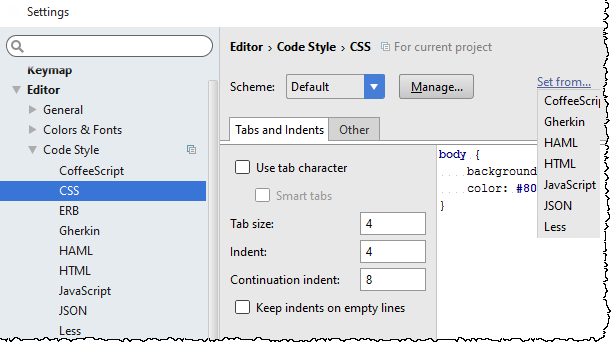 Settings
Keymap
Editor
General
Colors & Fonts
Code Style
CoffeeScript
CSS
ERB
Gherkin
HAML
HTML
JavaScript
JSON
Less
Editor › Code Style › CSS For current project
Scheme: Default Manage... Set from...
CoffeeScrip
Gherkin
HAML
HTML
JavaScript
JSON
Less
Tabs and Indents Other
Use tab character
Smart tabs
Tab size: 4
Indent: 4
Continuation indent: 8
Keep indents on empty lines
body {
background
color: #80
}